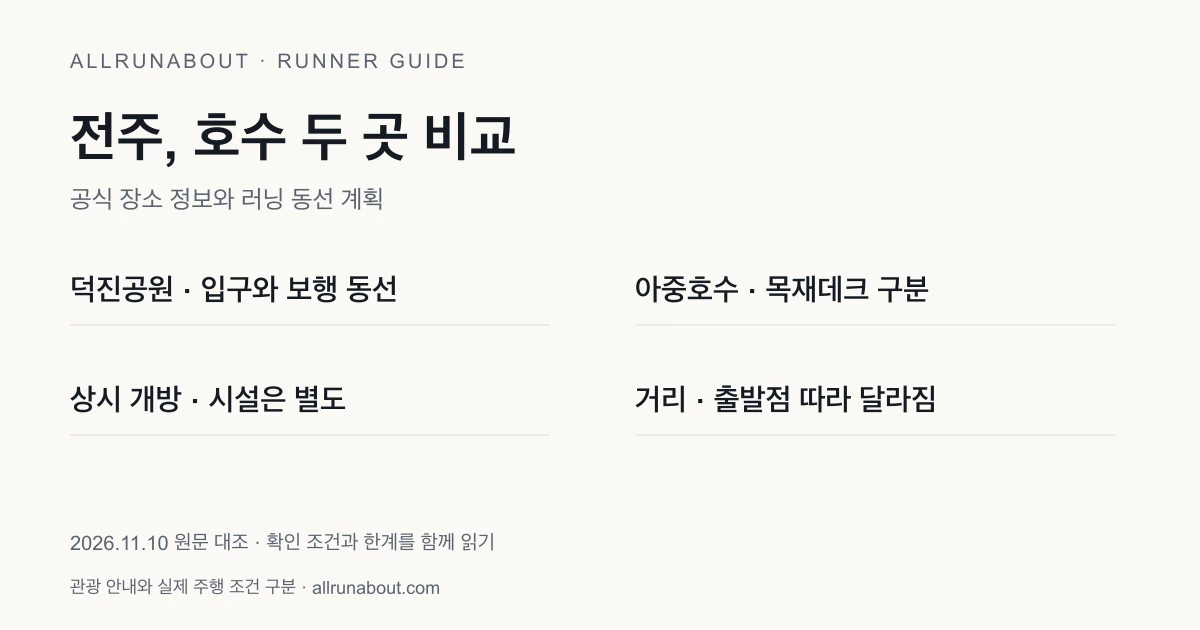 ALLRUNABOUT · RUNNER GUIDE
전주, 호수 두 곳 비교
공식 장소 정보와 러닝 동선 계획
덕진공원 · 입구와 보행 동선
아중호수 · 목재데크 구분
상시 개방 · 시설은 별도
거리 · 출발점 따라 달라짐
2026.11.10 원문 대조 · 확인 조건과 한계를 함께 읽기
관광 안내와 실제 주행 조건 구분 · allrunabout.com